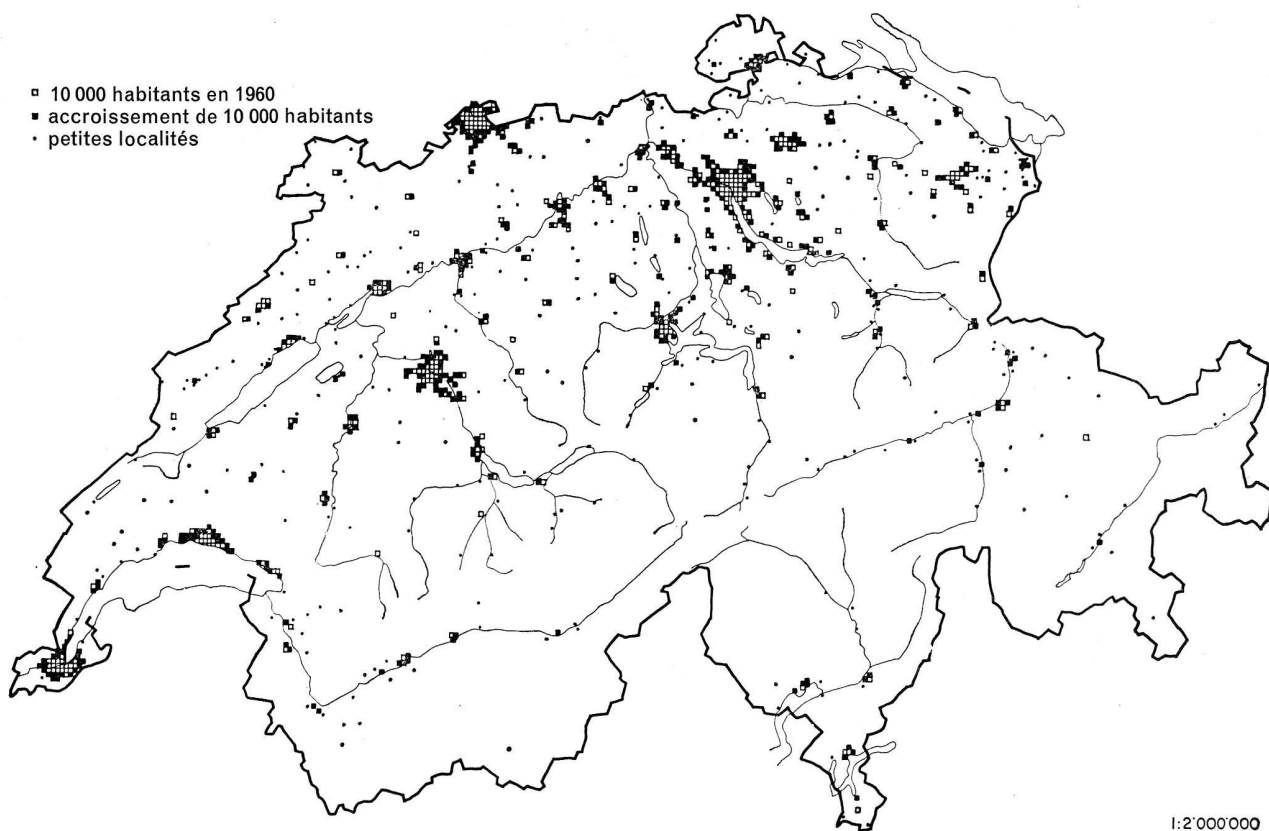 10 000 habitants en 1960
accroissement de 10 000 habitants
petites localités
1:2'000'000